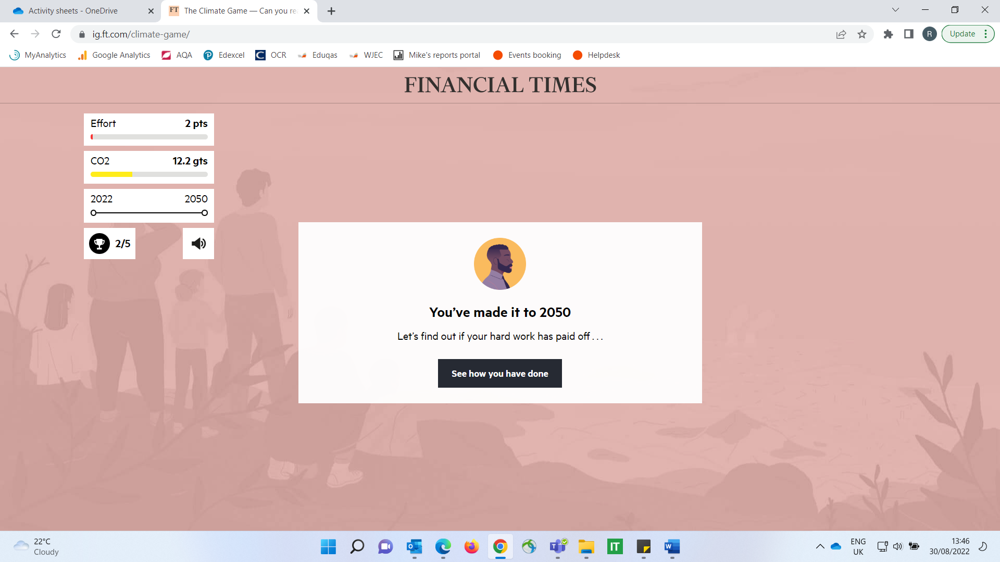 Activity sheets - OneDrive
FT The Climate Game — Can you re
ig.ft.com/climate-game/
R
Update
MyAnalytics Google Analytics AQA Edexcel OCR Eduqas WJEC Mike's reports portal Events booking Helpdesk
FINANCIAL TIMES
Effort 2 pts
CO2 12.2 gts
2022 2050
2/5
You’ve made it to 2050
Let’s find out if your hard work has paid off . . .
See how you have done
22°C
Cloudy
IT
ENG
UK
13:46
30/08/2022